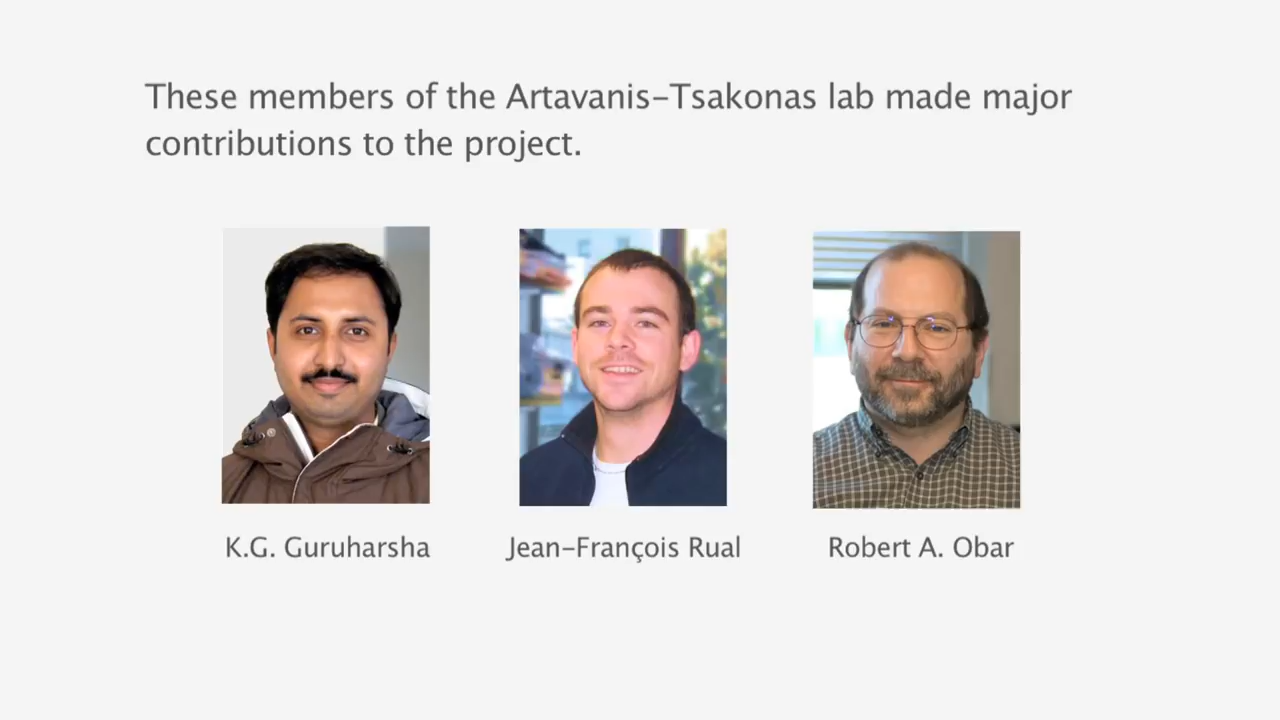 These members of the Artavanis-Tsakonas lab made major
contributions to the project.
K.G. Guruharsha
Jean-François Rual
Robert A. Obar